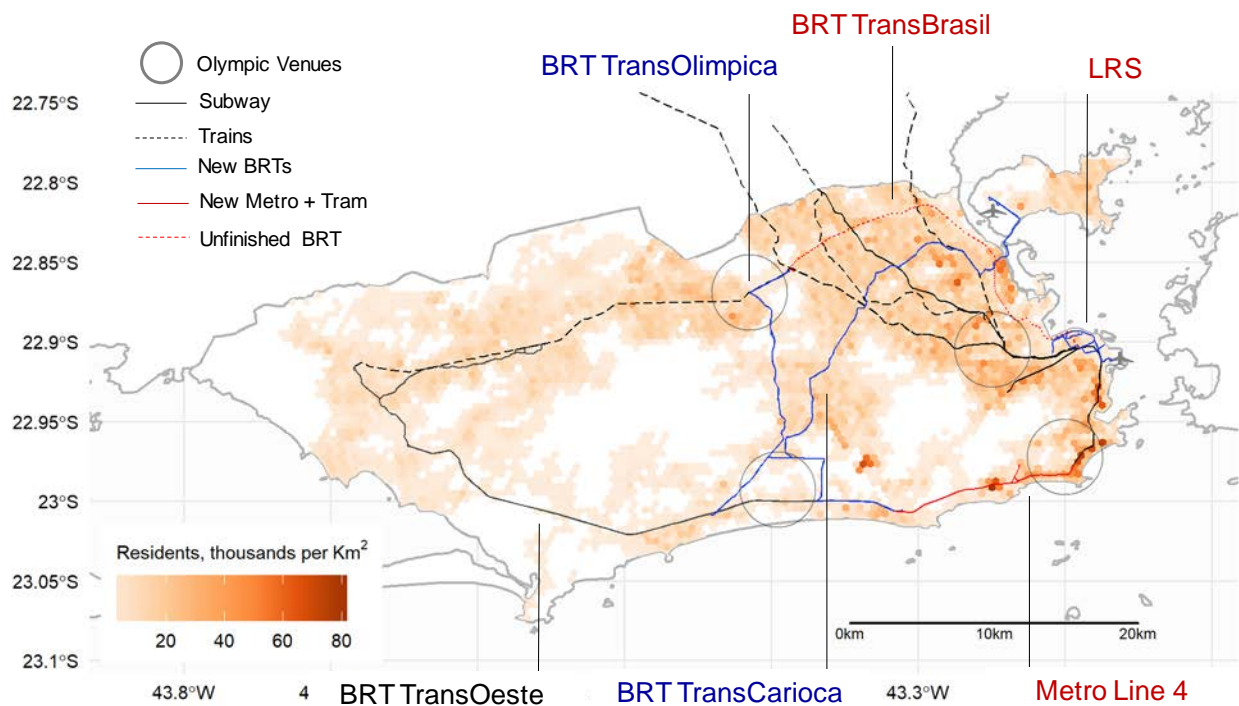 BRT TransBrasil
BRT TransOlimpica
LRS
Olympic Venues
Subway
Trains
New BRTs
New Metro + Tram
Unfinished BRT
22.75°S
22.8°S
22.85°S
22.9°S
22.95°S
23°S
23.05°S
23.1°S
Residents, thousands per Km²
20 40 60 80
0km 10km 20km
43.8°W 4 43.3°W
BRT TransOeste
BRT TransCarioca
Metro Line 4